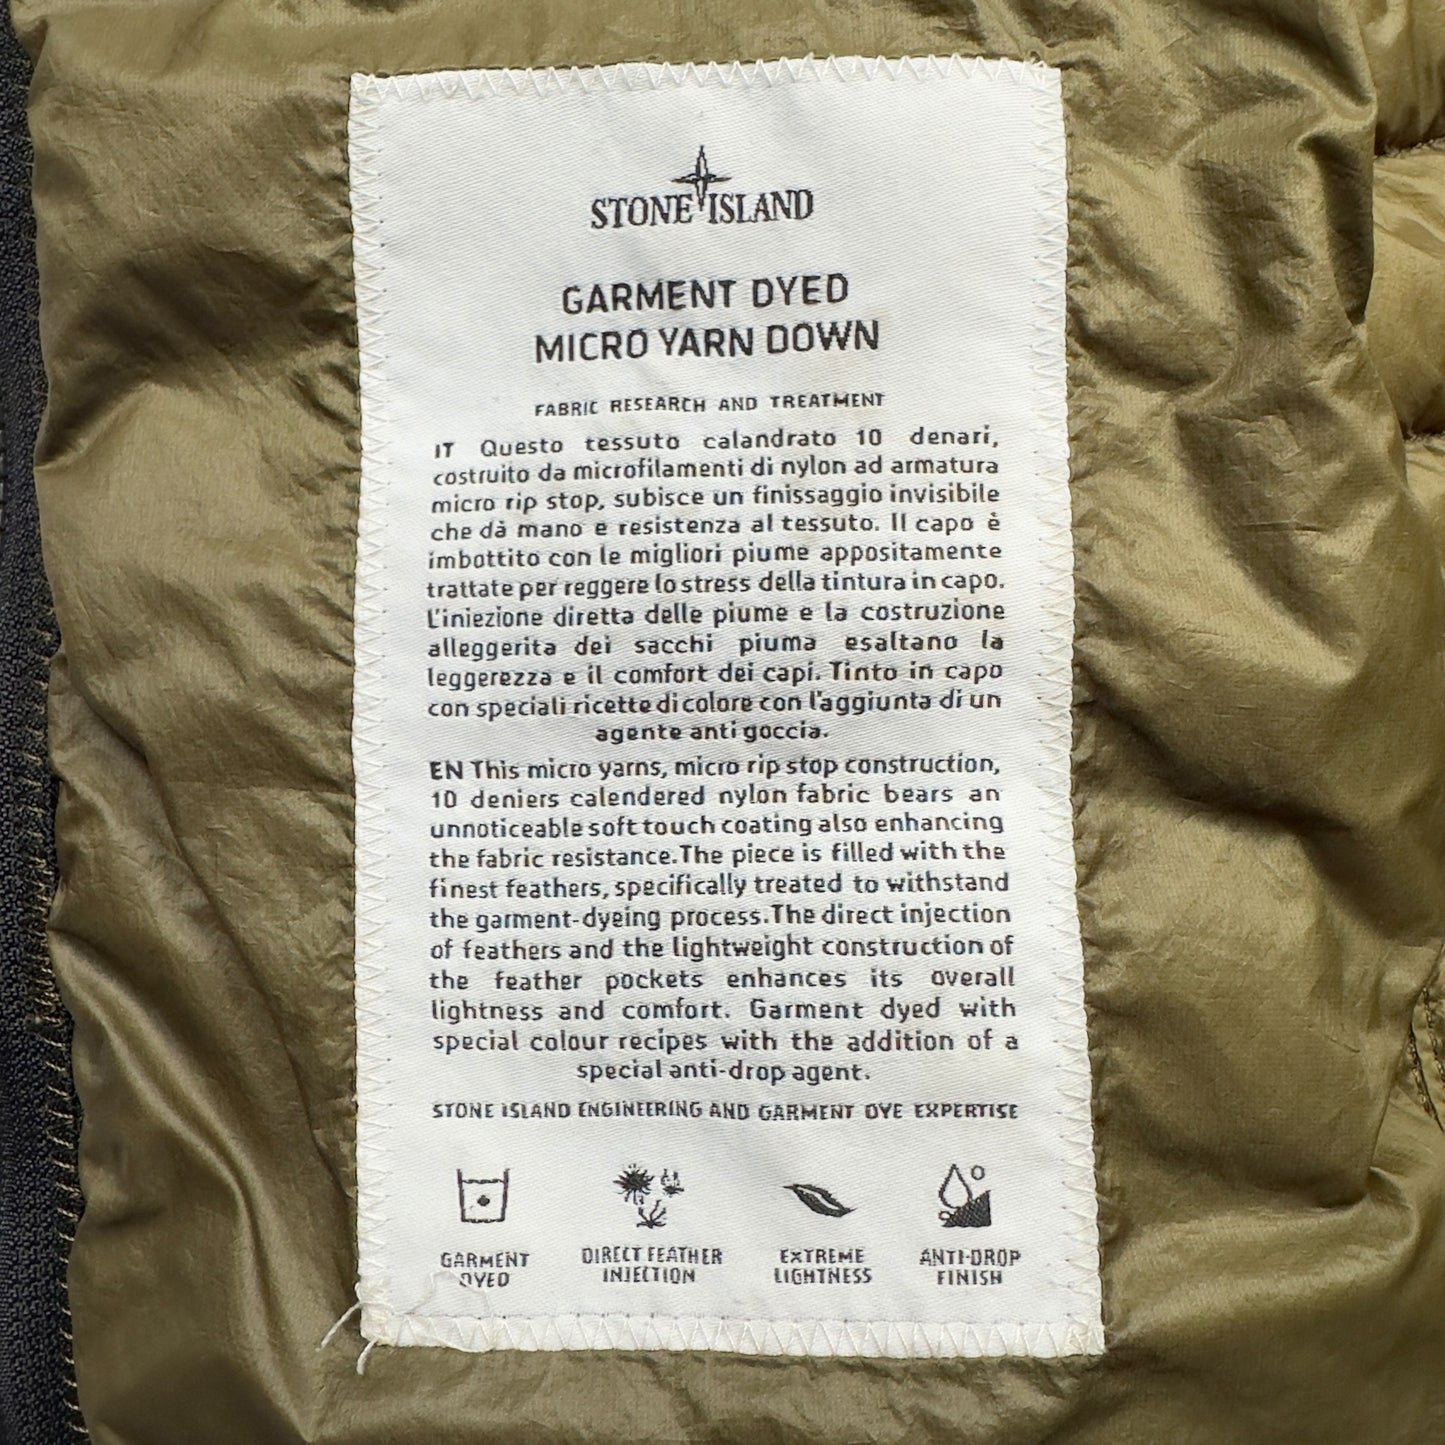 STONE ISLAND
GARMENT DYED
MICRO YARN DOWN
FABRIC RESEARCH AND TREATMENT
IT Questo tessuto calandrato 10 denari,
costruito da microfilamenti di nylon ad armatura
micro rip stop, subisce un finissaggio invisibile
che dà mano e resistenza al tessuto. Il capo è
imbottito con le migliori piume appositamente
trattate per reggere lo stress della tintura in capo.
L'iniezione diretta delle piume e la costruzione
alleggerita dei sacchi piuma esaltano la
leggerezza e il comfort dei capi. Tinto in capo
con speciali ricette di colore con l'aggiunta di un
agente anti goccia.
EN This micro yarns, micro rip stop construction,
10 deniers calendered nylon fabric bears an
unnoticeable soft touch coating also enhancing
the fabric resistance. The piece is filled with the
finest feathers, specifically treated to withstand
the garment-dyeing process. The direct injection
of feathers and the lightweight construction of
the feather pockets enhances its overall
lightness and comfort. Garment dyed with
special colour recipes with the addition of a
special anti-drop agent.
STONE ISLAND ENGINEERING AND GARMENT DYE EXPERTISE
GARMENT DIRECT FEATHER EXTREME ANTI-DROP
DYED INJECTION LIGHTNESS FINISH